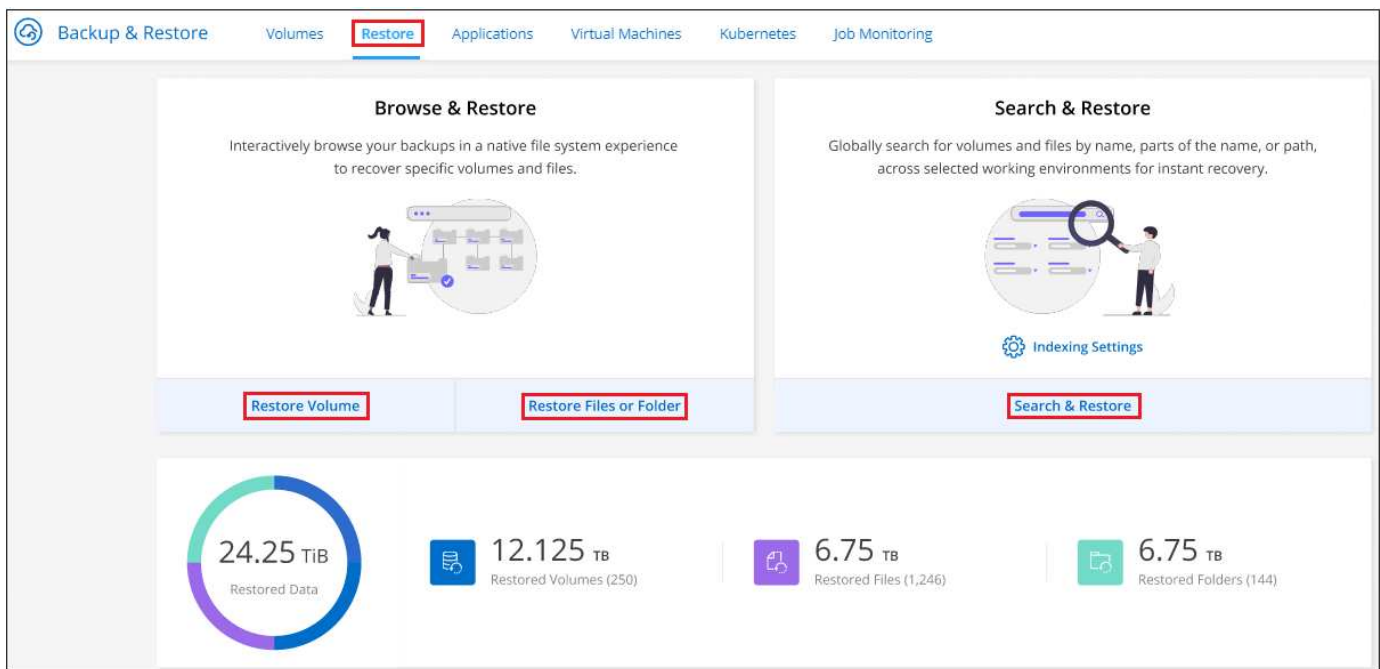 Backup & Restore Volumes Restore Applications Virtual Machines Kubernetes Job Monitoring
Browse & Restore
Interactively browse your backups in a native file system experience
to recover specific volumes and files.
Restore Volume
Restore Files or Folder
Search & Restore
Globally search for volumes and files by name, parts of the name, or path,
across selected working environments for instant recovery.
Indexing Settings
Search & Restore
24.25 TiB
Restored Data
12.125 TB
Restored Volumes (250)
6.75 TB
Restored Files (1,246)
6.75 TB
Restored Folders (144)